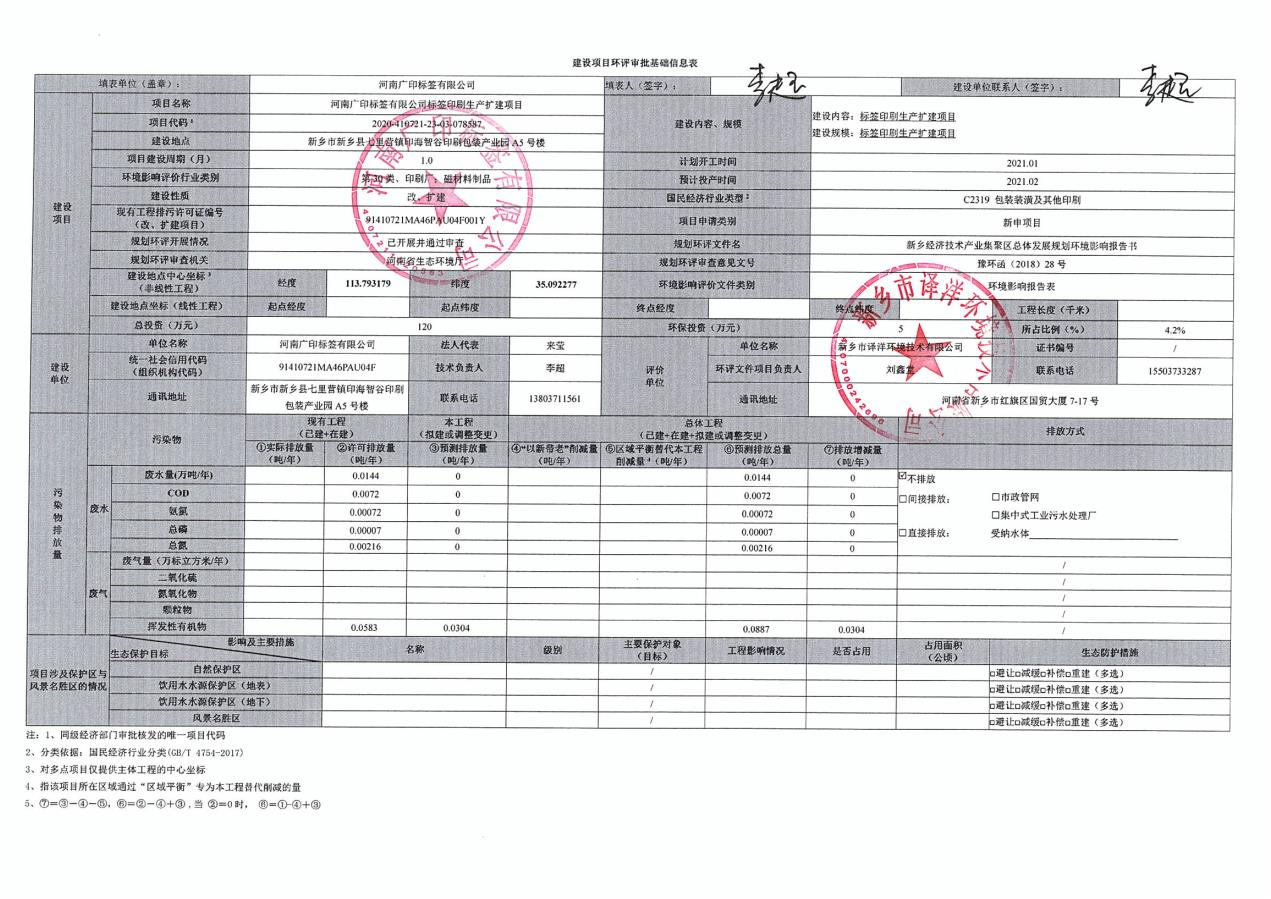 建设项目环评审批基础信息表
填表单位（盖章）： 河南广印标签有限公司 填表人（签字）： 建设单位联系人（签字）：
建设项目
项目名称 河南广印标签有限公司标签印刷生产扩建项目
项目代码¹ 2020-410721-23-03-078587
建设地点 新乡市新乡县七里营镇印海智谷印刷包装产业园 A5 号楼
建设内容、规模
建设内容：标签印刷生产扩建项目
建设规模：标签印刷生产扩建项目
项目建设周期（月） 1.0 计划开工时间 2021.01
环境影响评价行业类别 第 30 类、印刷厂；磁材料制品 预计投产时间 2021.02
建设性质 改、扩建 国民经济行业类型² C2319 包装装潢及其他印刷
现有工程排污许可证编号
（改、扩建项目） 91410721MA46PAU04F001Y 项目申请类别 新申项目
规划环评开展情况 已开展并通过审查 规划环评文件名 新乡经济技术产业集聚区总体发展规划环境影响报告书
规划环评审查机关 河南省生态环境厅 规划环评审查意见文号 豫环函（2018）28 号
建设地点中心坐标³
（非线性工程） 经度 113.793179 纬度 35.092277 环境影响评价文件类别 环境影响报告表
建设地点坐标（线性工程） 起点经度 起点纬度 终点经度 终点纬度 工程长度（千米）
总投资（万元） 120 环保投资（万元） 5 所占比例（%） 4.2%
建设单位
单位名称 河南广印标签有限公司 法人代表 来莹
统一社会信用代码
（组织机构代码） 91410721MA46PAU04F 技术负责人 李超
通讯地址 新乡市新乡县七里营镇印海智谷印刷
包装产业园 A5 号楼 联系电话 13803711561
评价单位
单位名称 新乡市译洋环境技术有限公司 证书编号 /
环评文件项目负责人 刘鑫堂 联系电话 15503733287
通讯地址 河南省新乡市红旗区国贸大厦 7-17 号
污染物排放量
污染物 现有工程
（已建+在建） 本工程
（拟建或调整变更） 总体工程
（已建+在建+拟建或调整变更） 排放方式
①实际排放量
（吨/年） ②许可排放量
（吨/年） ③预测排放量
（吨/年） ④“以新带老”削减量
（吨/年） ⑤区域平衡替代本工程
削减量⁴（吨/年） ⑥预测排放总量
（吨/年） ⑦排放增减量
（吨/年）
废水
废水量(万吨/年) 0.0144 0 0.0144 0
COD 0.0072 0 0.0072 0
氨氮 0.00072 0 0.00072 0
总磷 0.00007 0 0.00007 0
总氮 0.00216 0 0.00216 0
☑不排放
□间接排放： □市政管网
□集中式工业污水处理厂
□直接排放： 受纳水体
废气
废气量（万标立方米/年） /
二氧化硫 /
氮氧化物 /
颗粒物 /
挥发性有机物 0.0583 0.0304 0.0887 0.0304 /
项目涉及保护区与
风景名胜区的情况
影响及主要措施
生态保护目标 名称 级别 主要保护对象
（目标） 工程影响情况 是否占用 占用面积
（公顷） 生态防护措施
自然保护区 / □避让□减缓□补偿□重建（多选）
饮用水水源保护区（地表） / □避让□减缓□补偿□重建（多选）
饮用水水源保护区（地下） / □避让□减缓□补偿□重建（多选）
风景名胜区 / □避让□减缓□补偿□重建（多选）
注：1、同级经济部门审批核发的唯一项目代码
2、分类依据：国民经济行业分类(GB/T 4754-2017)
3、对多点项目仅提供主体工程的中心坐标
4、指该项目所在区域通过“区域平衡”专为本工程替代削减的量
5、⑦=③-④-⑤，⑥=②-④+③ , 当 ②=0 时， ⑥=①-④+③